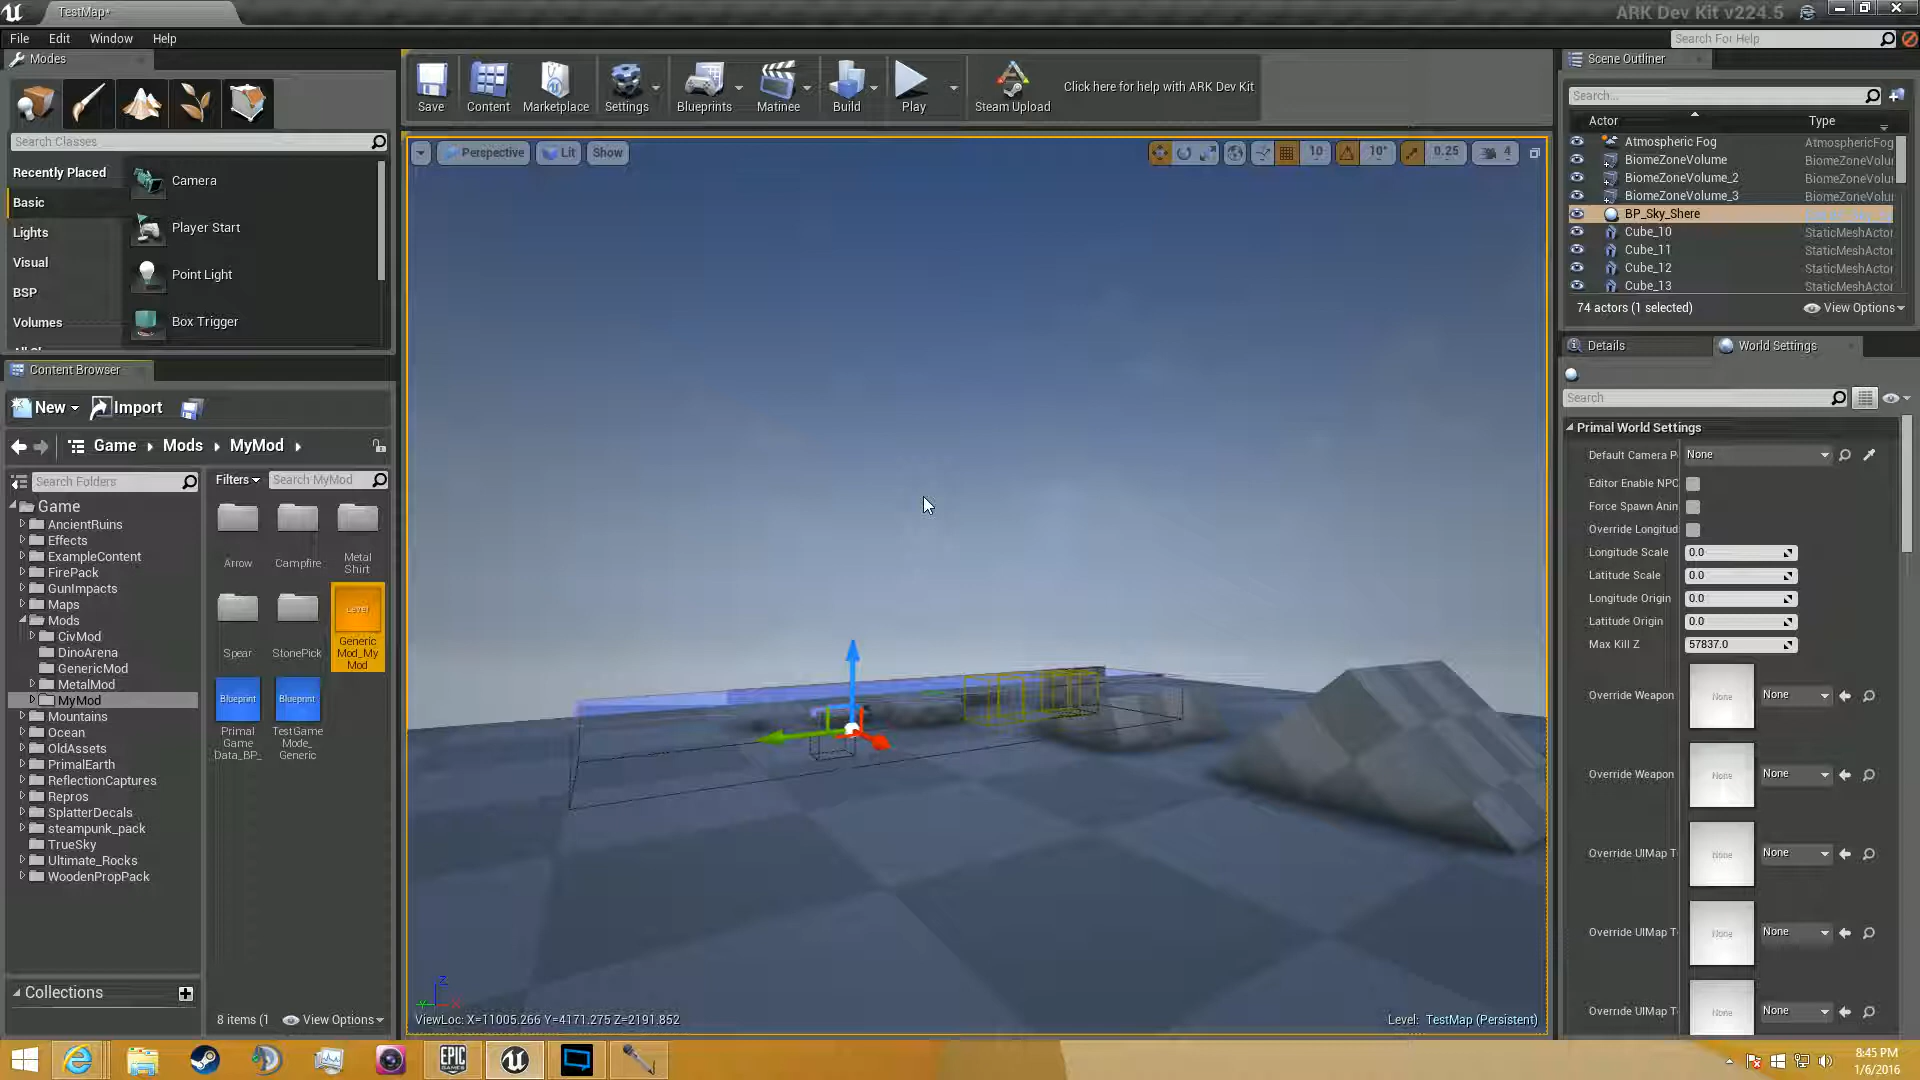 TestMap*
ARK Dev Kit v224.5
File Edit Window Help
Search For Help
Modes
Search Classes
Recently Placed
Basic
Lights
Visual
BSP
Volumes
Camera
Player Start
Point Light
Box Trigger
Save
Content
Marketplace
Settings
Blueprints
Matinee
Build
Play
Steam Upload
Click here for help with ARK Dev Kit
Perspective
Lit
Show
10
10°
0.25
4
Scene Outliner
Search...
Actor Type
Atmospheric Fog AtmosphericFog
BiomeZoneVolume BiomeZoneVolu
BiomeZoneVolume_2 BiomeZoneVolu
BiomeZoneVolume_3 BiomeZoneVolu
BP_Sky_Shere
Cube_10 StaticMeshActor
Cube_11 StaticMeshActor
Cube_12 StaticMeshActor
Cube_13 StaticMeshActor
74 actors (1 selected)
View Options
Content Browser
New
Import
Game Mods MyMod
Search Folders
Filters
Search MyMod
Game
AncientRuins
Effects
ExampleContent
FirePack
GunImpacts
Maps
Mods
CivMod
DinoArena
GenericMod
MetalMod
MyMod
Mountains
Ocean
OldAssets
PrimalEarth
ReflectionCaptures
Repros
SplatterDecals
steampunk_pack
TrueSky
Ultimate_Rocks
WoodenPropPack
Arrow
Campfire
Metal
Shirt
Spear
StonePick
Level
Generic
Mod_My
Mod
Blueprint
Primal
Game
Data_BP_
Blueprint
TestGame
Mode_
Generic
Collections
8 items (1
View Options
ViewLoc: X=11005.266 Y=4171.275 Z=2191.852
Level: TestMap (Persistent)
Details
World Settings
Search
Primal World Settings
Default Camera P None
Editor Enable NPC
Force Spawn Anim
Override Longitud
Longitude Scale 0.0
Latitude Scale 0.0
Longitude Origin 0.0
Latitude Origin 0.0
Max Kill Z 57837.0
Override Weapon None None
Override Weapon None None
Override UIMap T None None
Override UIMap T None None
Override UIMap T None None
EPIC
GAMES
8:45 PM
1/6/2016